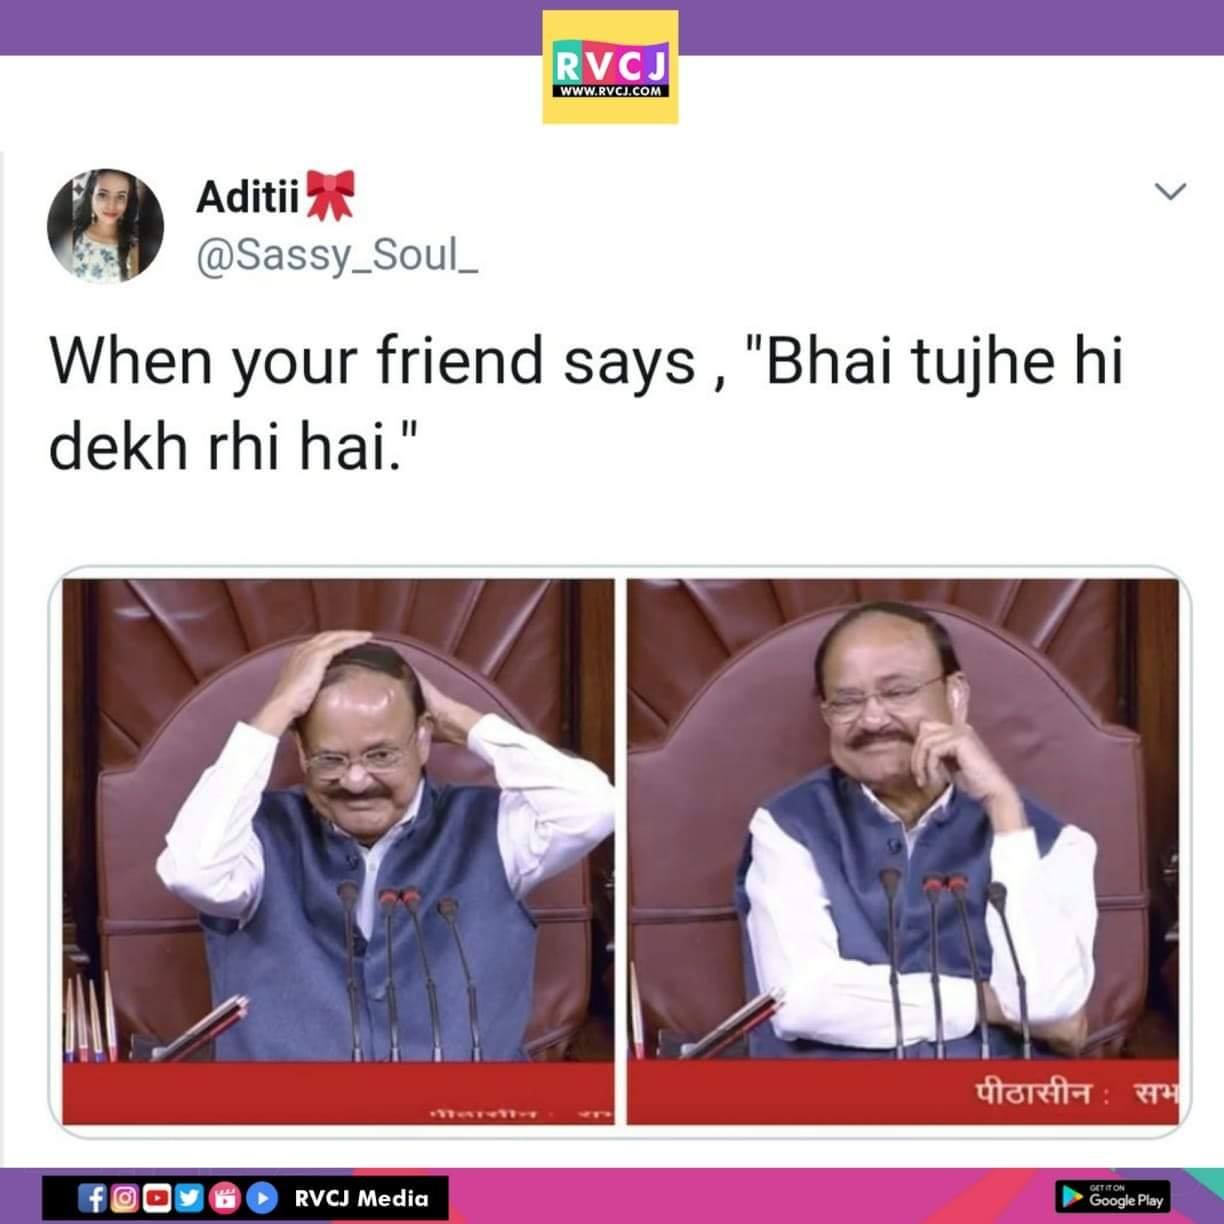 RVCJ
WWW.RVCJ.COM
Aditii
@Sassy_Soul_
When your friend says , "Bhai tujhe hi
dekh rhi hai."
पीठासीन : सभ
RVCJ Media
GET IT ON
Google Play